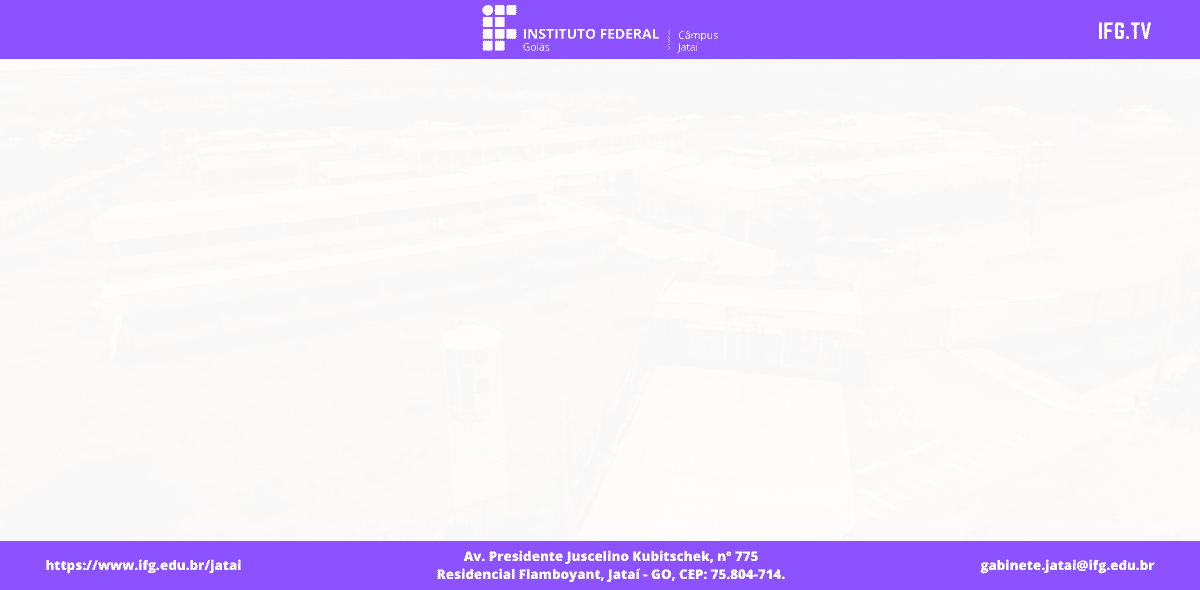 INSTITUTO FEDERAL
Goiás
Câmpus
Jataí
IFG.TV
https://www.ifg.edu.br/jatai
Av. Presidente Juscelino Kubitschek, nº 775
Residencial Flamboyant, Jataí - GO, CEP: 75.804-714.
gabinete.jatai@ifg.edu.br